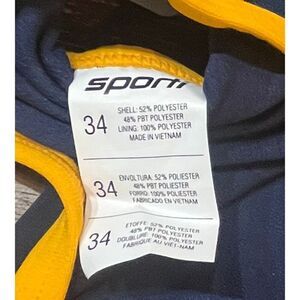 sporti
34
SHELL: 52% POLYESTER
48% PBT POLYESTER
LINING: 100% POLYESTER
MADE IN VIETNAM
34
ENVOLTURA: 52% POLIESTER
48% PBT POLIESTER
FORRO: 100% POLIESTER
FABRICADO EN VIETNAM
34
ETOFFE: 52% POLYESTER
48% PBT POLYESTER
DOUBLURE: 100% POLYESTER
FABRIQUE AU VIET-NAM